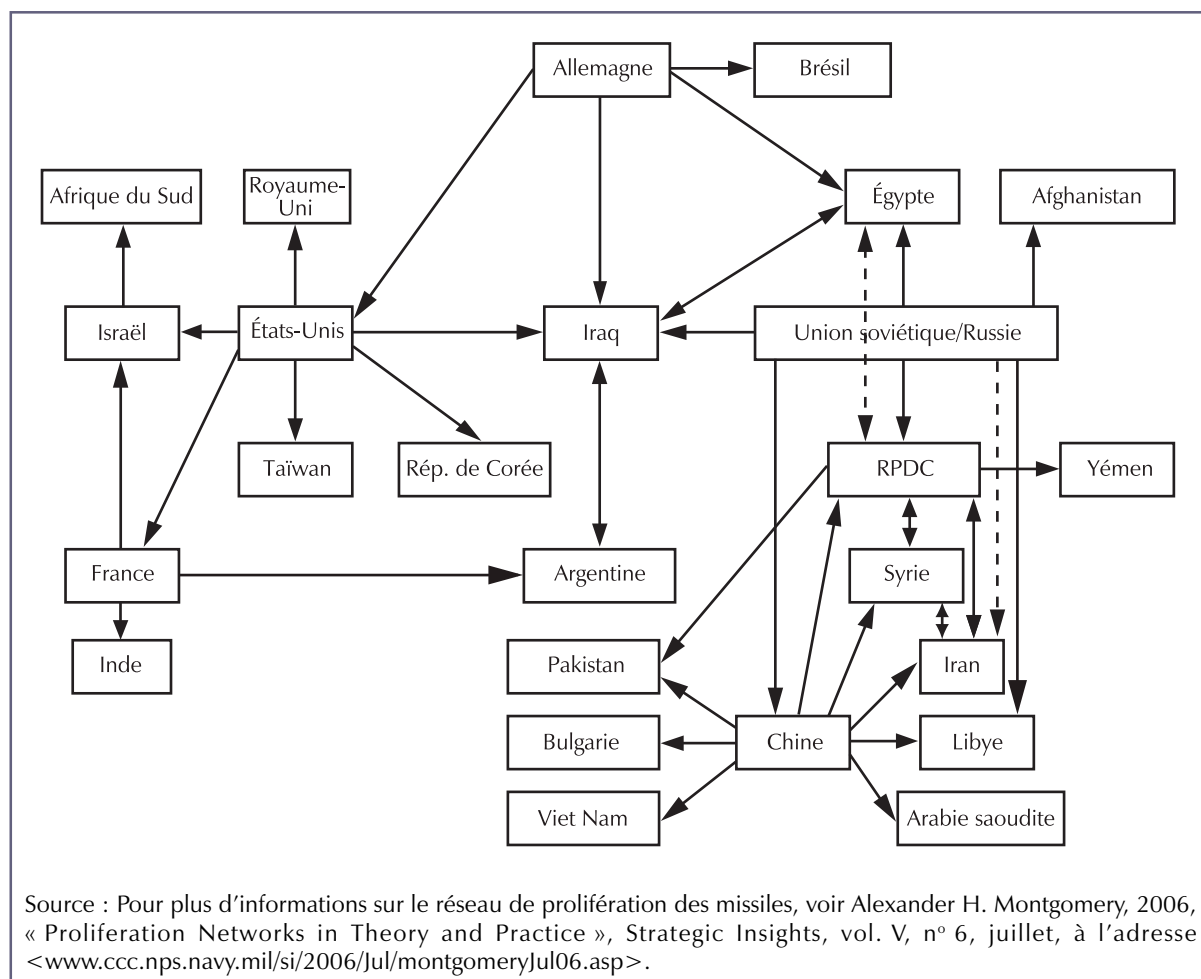 Allemagne
Brésil
Afrique du Sud
Royaume-
Uni
Égypte
Afghanistan
Israël
États-Unis
Iraq
Union soviétique/Russie
Taïwan
Rép. de Corée
RPDC
Yémen
France
Argentine
Syrie
Inde
Pakistan
Iran
Bulgarie
Chine
Libye
Viet Nam
Arabie saoudite
Source : Pour plus d’informations sur le réseau de prolifération des missiles, voir Alexander H. Montgomery, 2006,
« Proliferation Networks in Theory and Practice », Strategic Insights, vol. V, nº 6, juillet, à l’adresse
<www.ccc.nps.navy.mil/si/2006/Jul/montgomeryJul06.asp>.